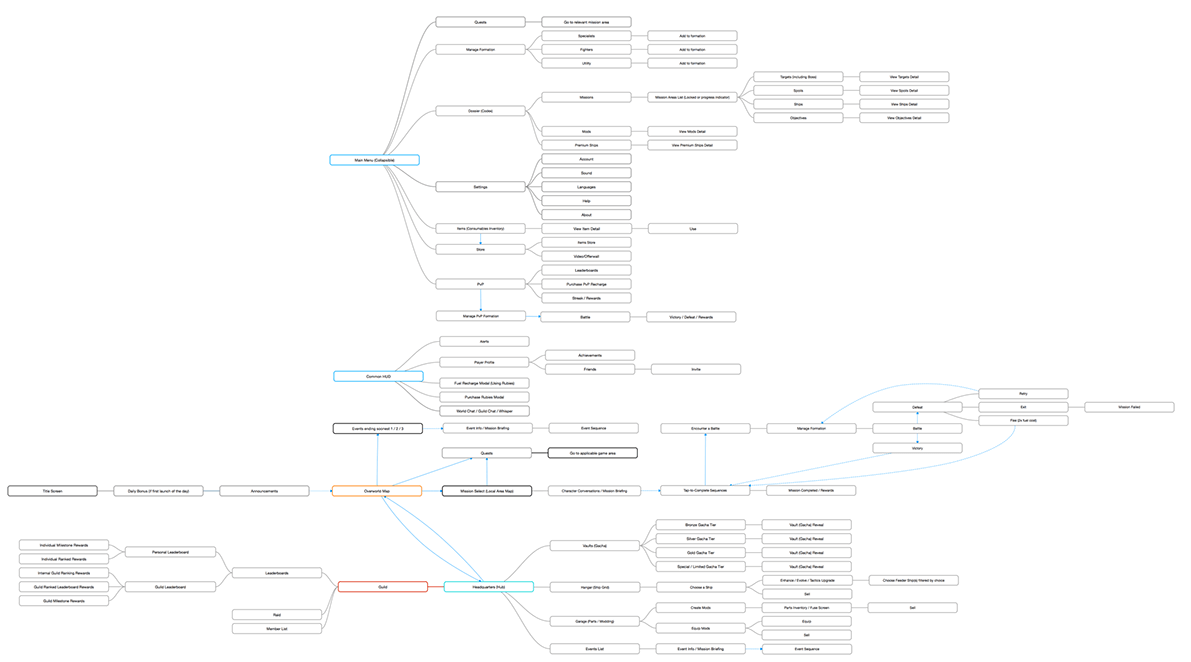 Quests
Go to relevant mission area
Manage Formation
Specialists
Add to formation
Fighters
Add to formation
Utility
Add to formation
Dossier (Codex)
Missions
Mission Areas List (Locked or progress indicator)
Targets (Including Boss)
View Targets Detail
Spoils
View Spoils Detail
Ships
View Ships Detail
Objectives
View Objectives Detail
Mods
View Mods Detail
Premium Ships
View Premium Ships Detail
Main Menu (Collapsible)
Settings
Account
Sound
Languages
Help
About
Items (Consumables Inventory)
View Item Detail
Use
Store
Items Store
Video/Offerwall
PvP
Leaderboards
Purchase PvP Recharge
Streak / Rewards
Manage PvP Formation
Battle
Victory / Defeat / Rewards
Common HUD
Alerts
Player Profile
Achievements
Friends
Invite
Fuel Recharge Modal (Using Rubies)
Purchase Rubies Modal
World Chat / Guild Chat / Whisper
Events ending soonest 1 / 2 / 3
Event Info / Mission Briefing
Event Sequence
Encounter a Battle
Manage Formation
Defeat
Battle
Victory
Retry
Exit
Mission Failed
Flee (2x fuel cost)
Quests
Go to applicable game area
Title Screen
Daily Bonus (if first launch of the day)
Announcements
Overworld Map
Mission Select (Local Area Map)
Character Conversations / Mission Briefing
Tap-to-Complete Sequences
Mission Completed / Rewards
Individual Milestone Rewards
Individual Ranked Rewards
Personal Leaderboard
Internal Guild Ranking Rewards
Guild Ranked Leaderboard Rewards
Guild Milestone Rewards
Guild Leaderboard
Leaderboards
Raid
Member List
Guild
Headquarters (Hub)
Vaults (Gacha)
Bronze Gacha Tier
Vault (Gacha) Reveal
Silver Gacha Tier
Vault (Gacha) Reveal
Gold Gacha Tier
Vault (Gacha) Reveal
Special / Limited Gacha Tier
Vault (Gacha) Reveal
Hangar (Ship Grid)
Choose a Ship
Enhance / Evolve / Tactics Upgrade
Choose Feeder Ship(s) filtered by choice
Sell
Garage (Parts / Modding)
Create Mods
Parts Inventory / Fuse Screen
Sell
Equip Mods
Equip
Sell
Events List
Event Info / Mission Briefing
Event Sequence